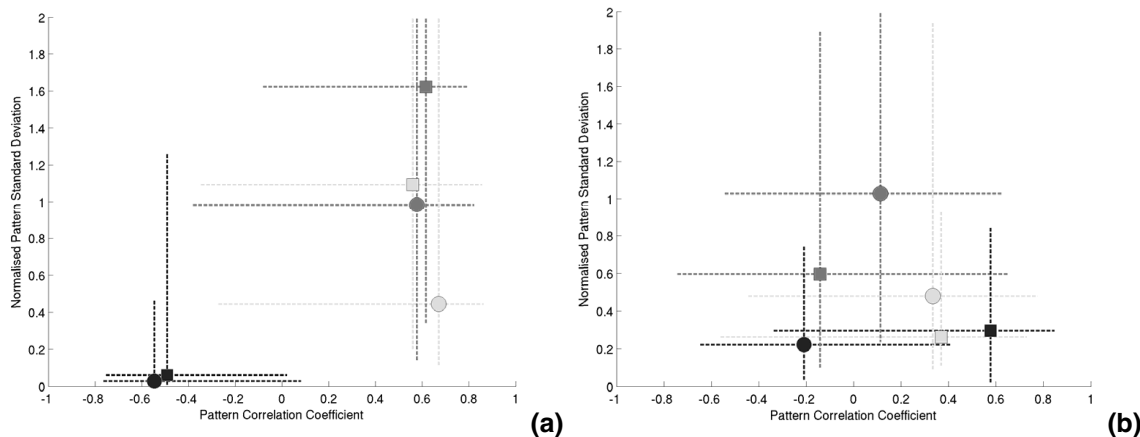 2
1.8
1.6
1.4
1.2
1
0.8
0.6
0.4
0.2
0
Normalised Pattern Standard Deviation
-1 -0.8 -0.6 -0.4 -0.2 0 0.2 0.4 0.6 0.8 1
Pattern Correlation Coefficient
(a)
2
1.8
1.6
1.4
1.2
1
0.8
0.6
0.4
0.2
0
Normalised Pattern Standard Deviation
-1 -0.8 -0.6 -0.4 -0.2 0 0.2 0.4 0.6 0.8 1
Pattern Correlation Coefficient
(b)